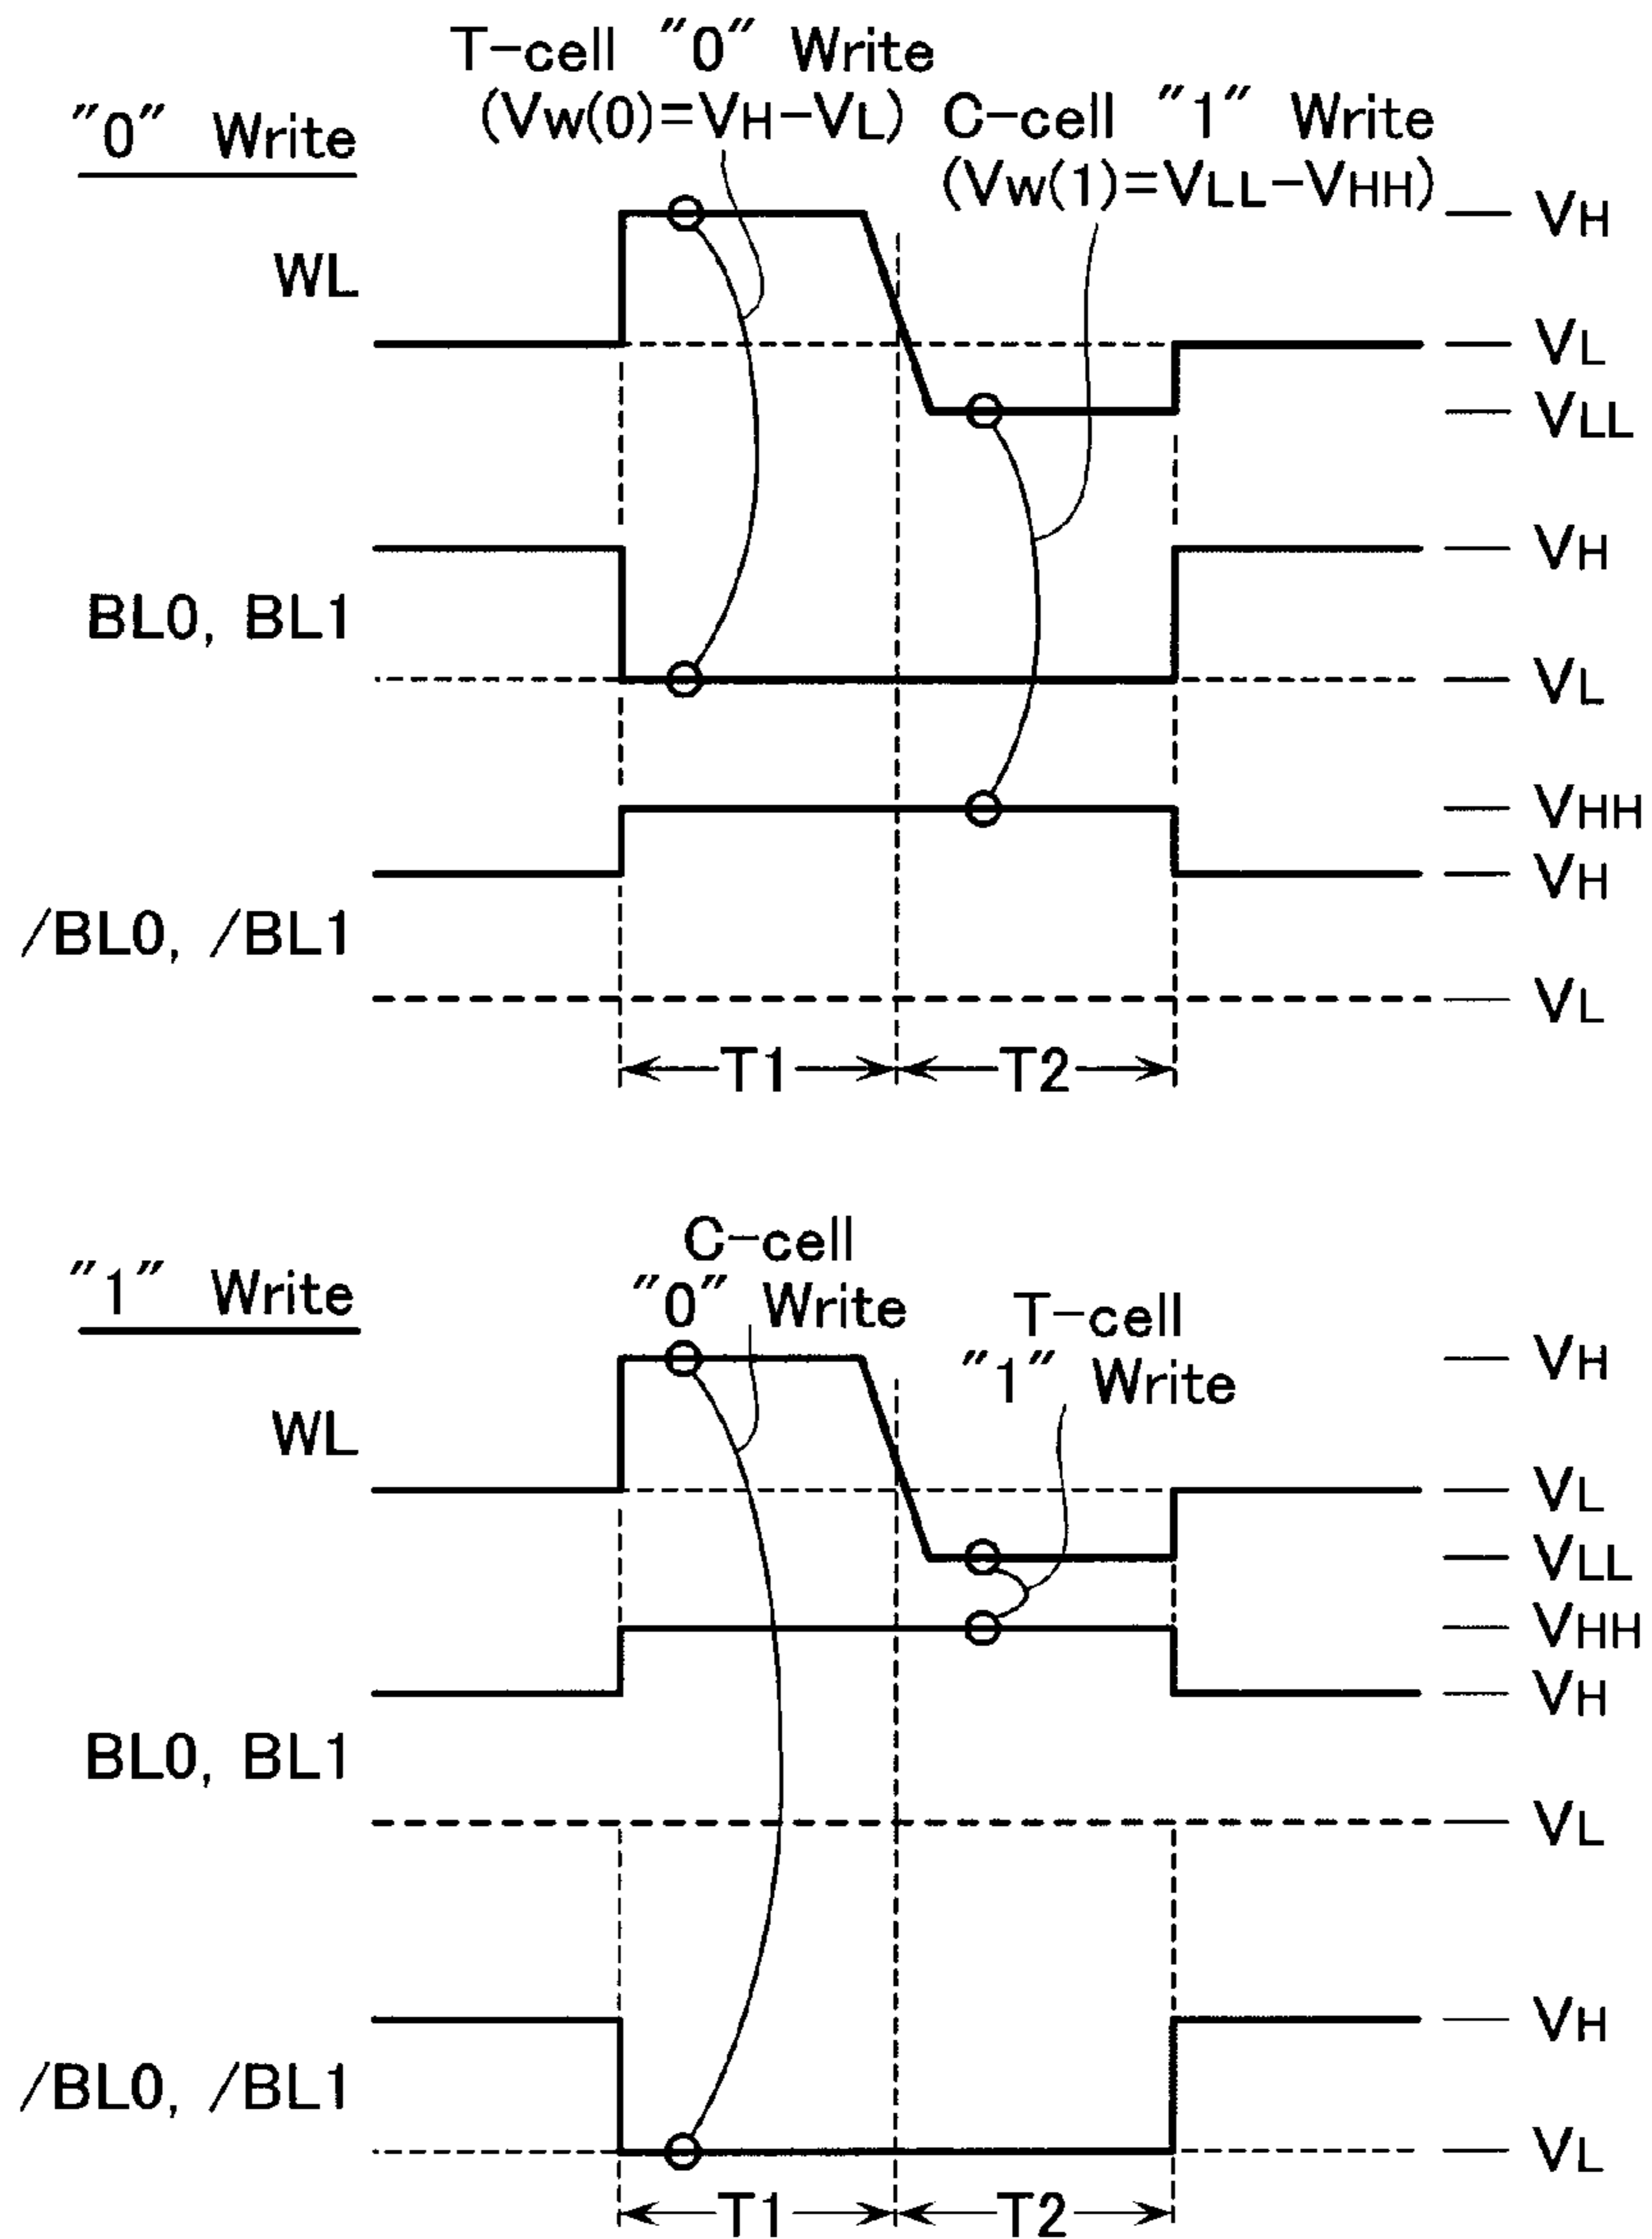 T-cell "0" Write
(Vw(0)=VH-VL)
C-cell "1" Write
(Vw(1)=VLL-VHH)
"0" Write
WL
VH
VL
VLL
BL0, BL1
VH
VL
/BL0, /BL1
VHH
VH
VL
T1
T2
"1" Write
C-cell
"0" Write
T-cell
"1" Write
WL
VH
VL
VLL
BL0, BL1
VHH
VH
VL
/BL0, /BL1
VH
VL
T1
T2